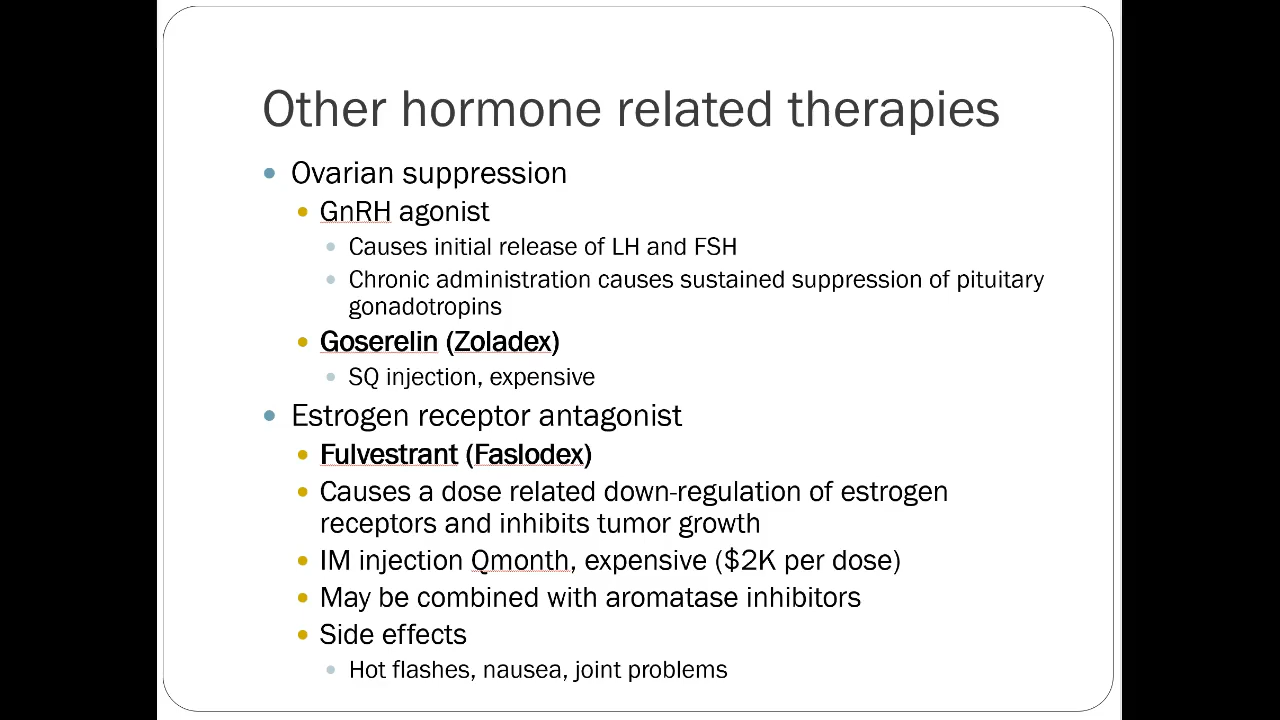 Other hormone related therapies
Ovarian suppression
GnRH agonist
Causes initial release of LH and FSH
Chronic administration causes sustained suppression of pituitary
gonadotropins
Goserelin (Zoladex)
SQ injection, expensive
Estrogen receptor antagonist
Fulvestrant (Faslodex)
Causes a dose related down-regulation of estrogen
receptors and inhibits tumor growth
IM injection Qmonth, expensive ($2K per dose)
May be combined with aromatase inhibitors
Side effects
Hot flashes, nausea, joint problems